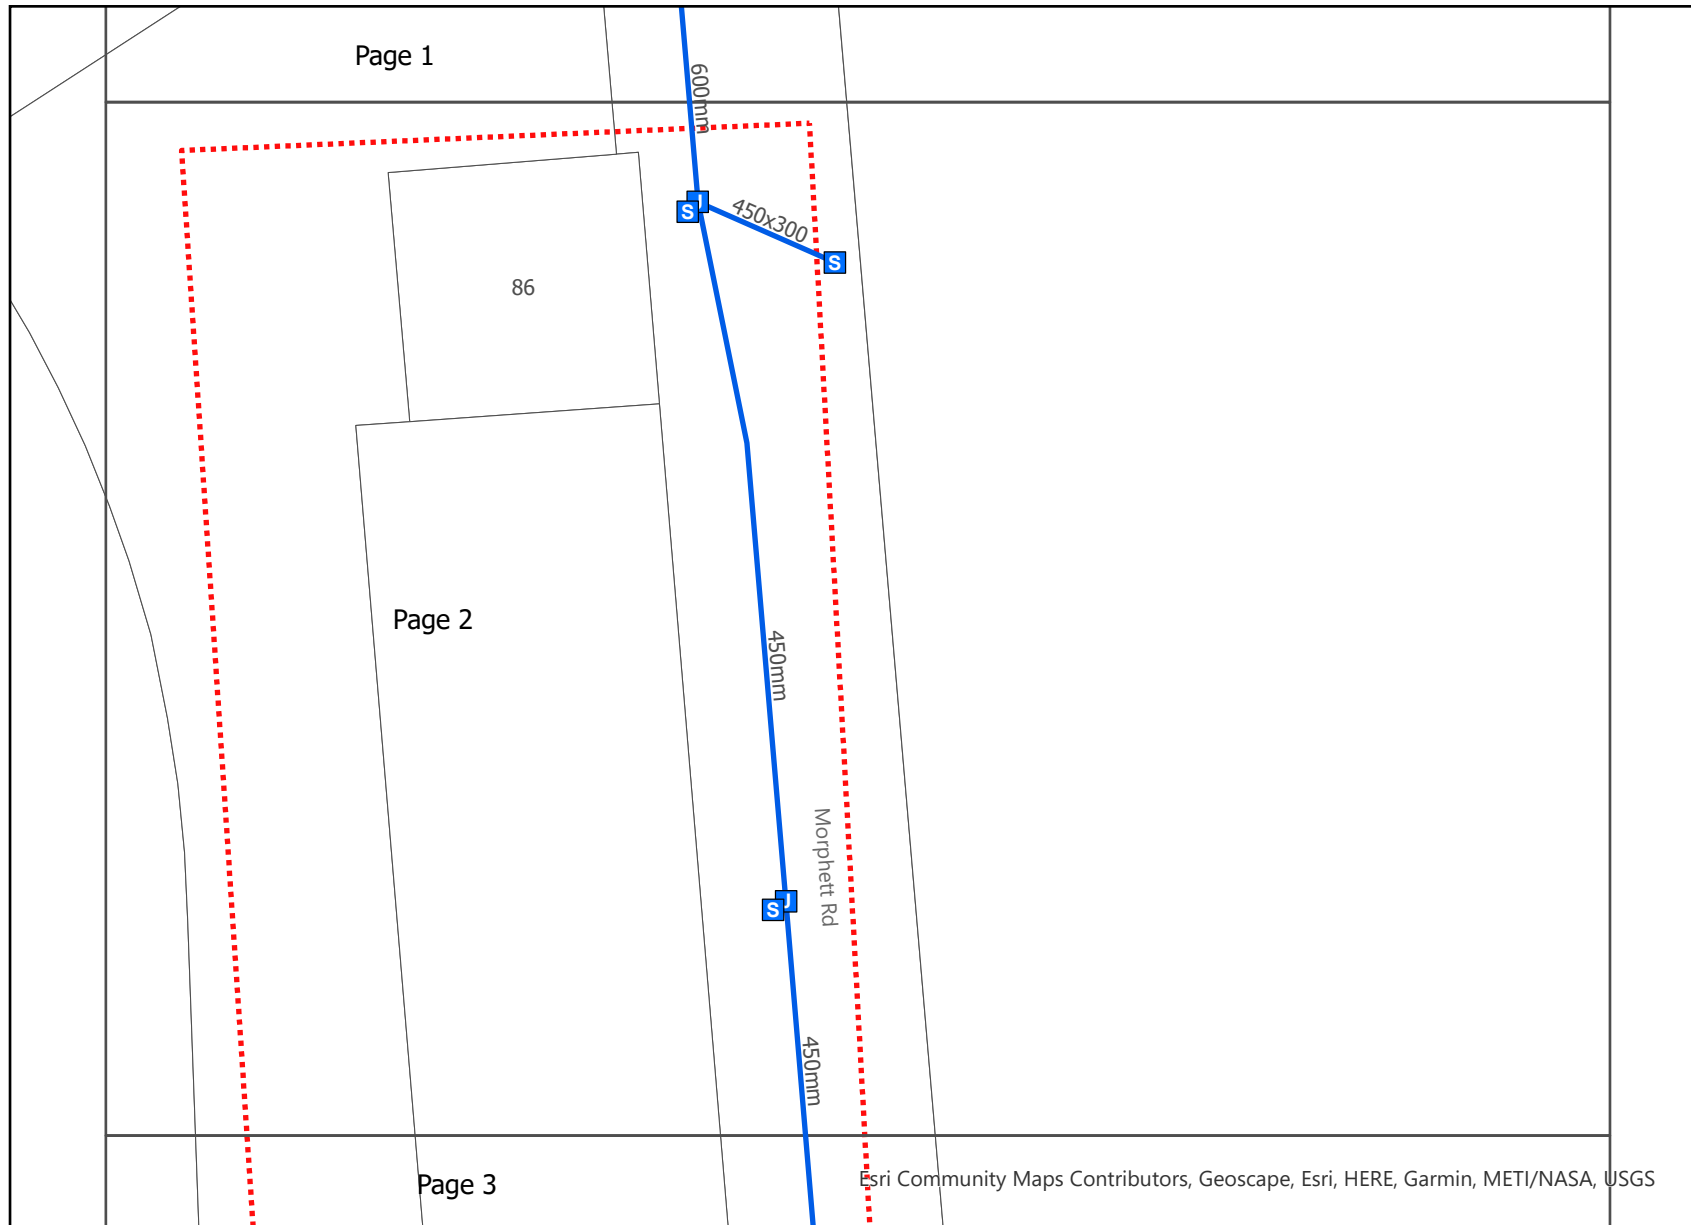 Page 1
600mm
J
S
450x300
S
86
Page 2
450mm
Morphett Rd
J
S
450mm
Page 3
Esri Community Maps Contributors, Geoscape, Esri, HERE, Garmin, METI/NASA, USGS